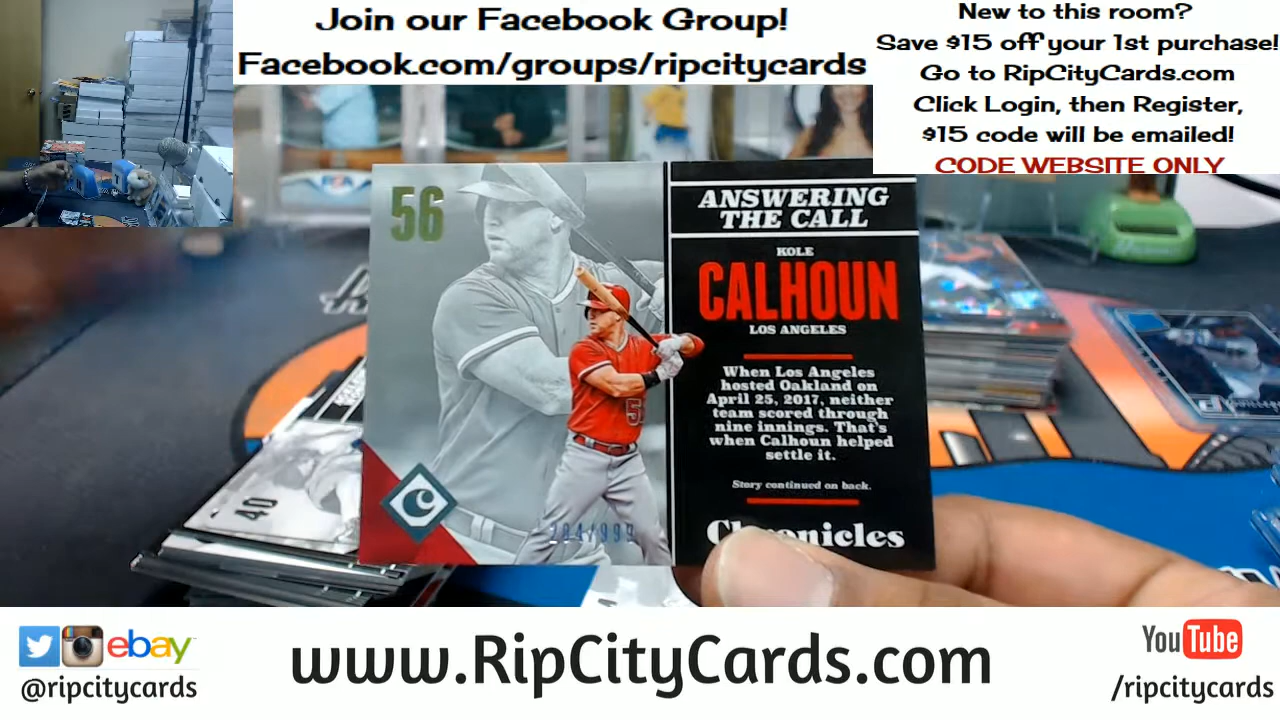 Join our Facebook Group!
Facebook.com/groups/ripcitycards
New to this room?
Save $15 off your 1st purchase!
Go to RipCityCards.com
Click Login, then Register,
$15 code will be emailed!
CODE WEBSITE ONLY
56
ANSWERING
THE CALL
KOLE
CALHOUN
LOS ANGELES
When Los Angeles
hosted Oakland on
April 25, 2017, neither
team scored through
nine innings. That's
when Calhoun helped
settle it.
Story continued on back.
Chronicles
C
40
ebay
@ripcitycards
www.RipCityCards.com
YouTube
/ripcitycards